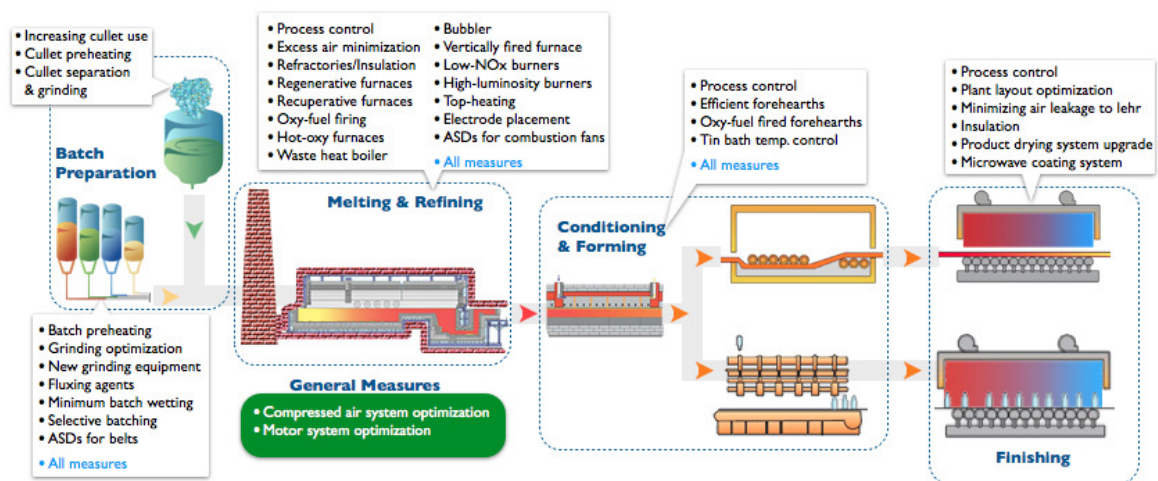 • Increasing cullet use
• Cullet preheating
• Cullet separation
& grinding
Batch
Preparation
• Batch preheating
• Grinding optimization
• New grinding equipment
• Fluxing agents
• Minimum batch wetting
• Selective batching
• ASDs for belts
• All measures
• Process control
• Excess air minimization
• Refractories/Insulation
• Regenerative furnaces
• Recuperative furnaces
• Oxy-fuel firing
• Hot-oxy furnaces
• Waste heat boiler
• Bubbler
• Vertically fired furnace
• Low-NOx burners
• High-luminosity burners
• Top-heating
• Electrode placement
• ASDs for combustion fans
• All measures
Melting & Refining
General Measures
• Compressed air system optimization
• Motor system optimization
• Process control
• Efficient forehearths
• Oxy-fuel fired forehearths
• Tin bath temp. control
• All measures
Conditioning
& Forming
• Process control
• Plant layout optimization
• Minimizing air leakage to lehr
• Insulation
• Product drying system upgrade
• Microwave coating system
Finishing